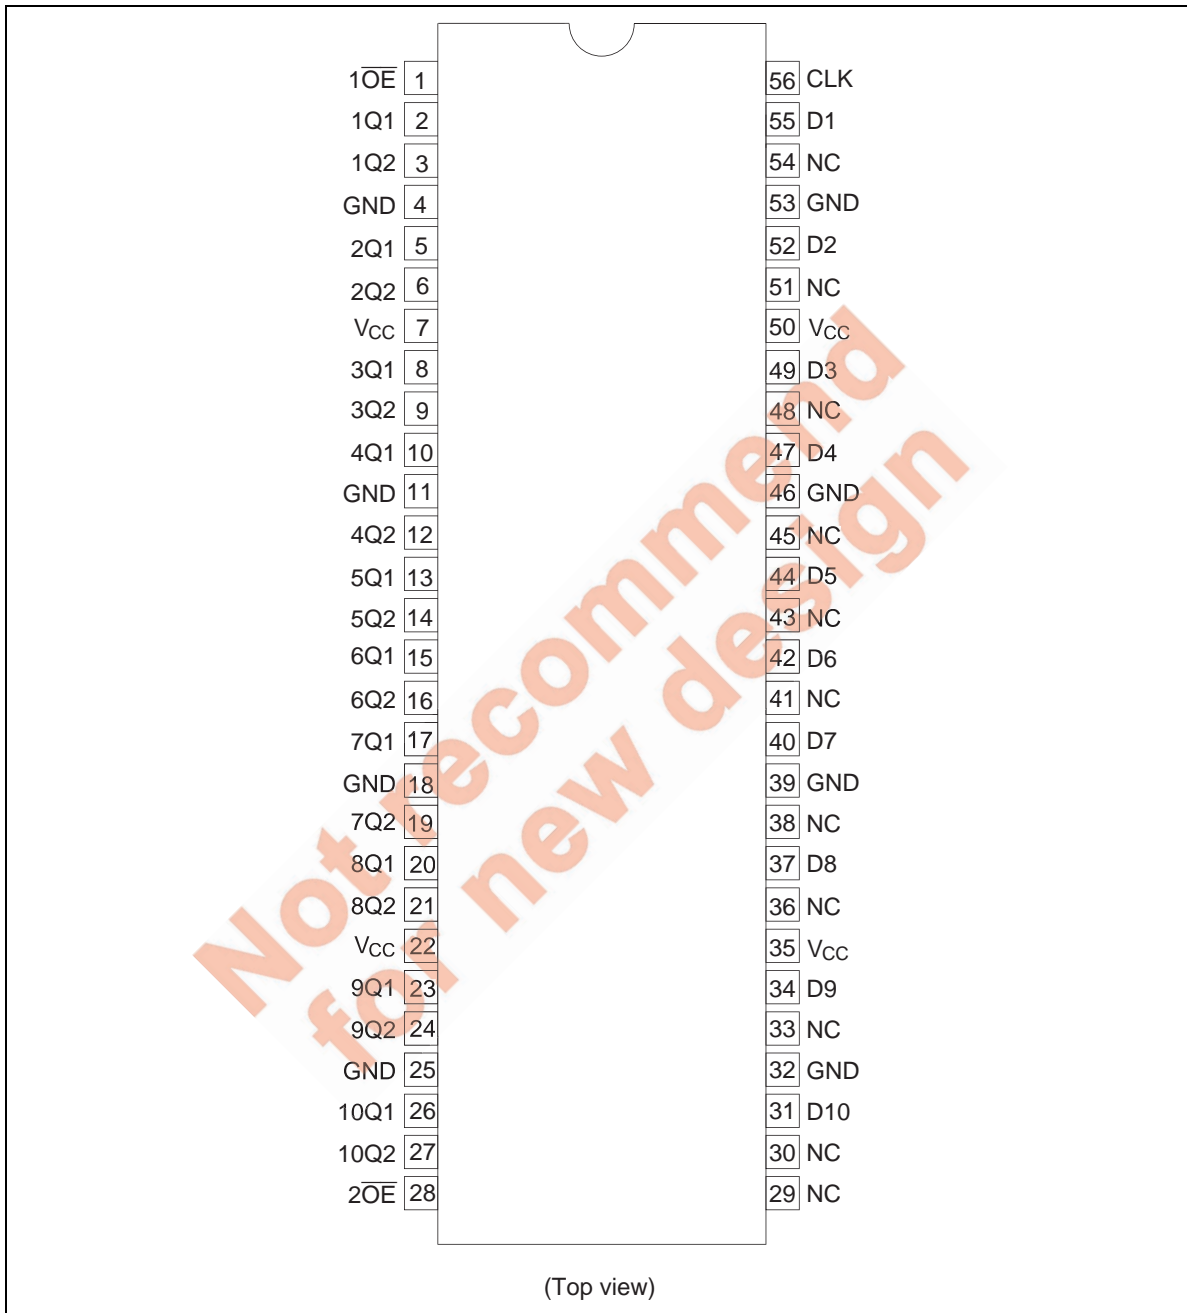 1OE 1 56 CLK
1Q1 2 55 D1
1Q2 3 54 NC
GND 4 53 GND
2Q1 5 52 D2
2Q2 6 51 NC
VCC 7 50 VCC
3Q1 8 49 D3
3Q2 9 48 NC
4Q1 10 47 D4
GND 11 46 GND
4Q2 12 45 NC
5Q1 13 44 D5
5Q2 14 43 NC
6Q1 15 42 D6
6Q2 16 41 NC
7Q1 17 40 D7
GND 18 39 GND
7Q2 19 38 NC
8Q1 20 37 D8
8Q2 21 36 NC
VCC 22 35 VCC
9Q1 23 34 D9
9Q2 24 33 NC
GND 25 32 GND
10Q1 26 31 D10
10Q2 27 30 NC
2OE 28 29 NC
(Top view)
Not recommend
for new design